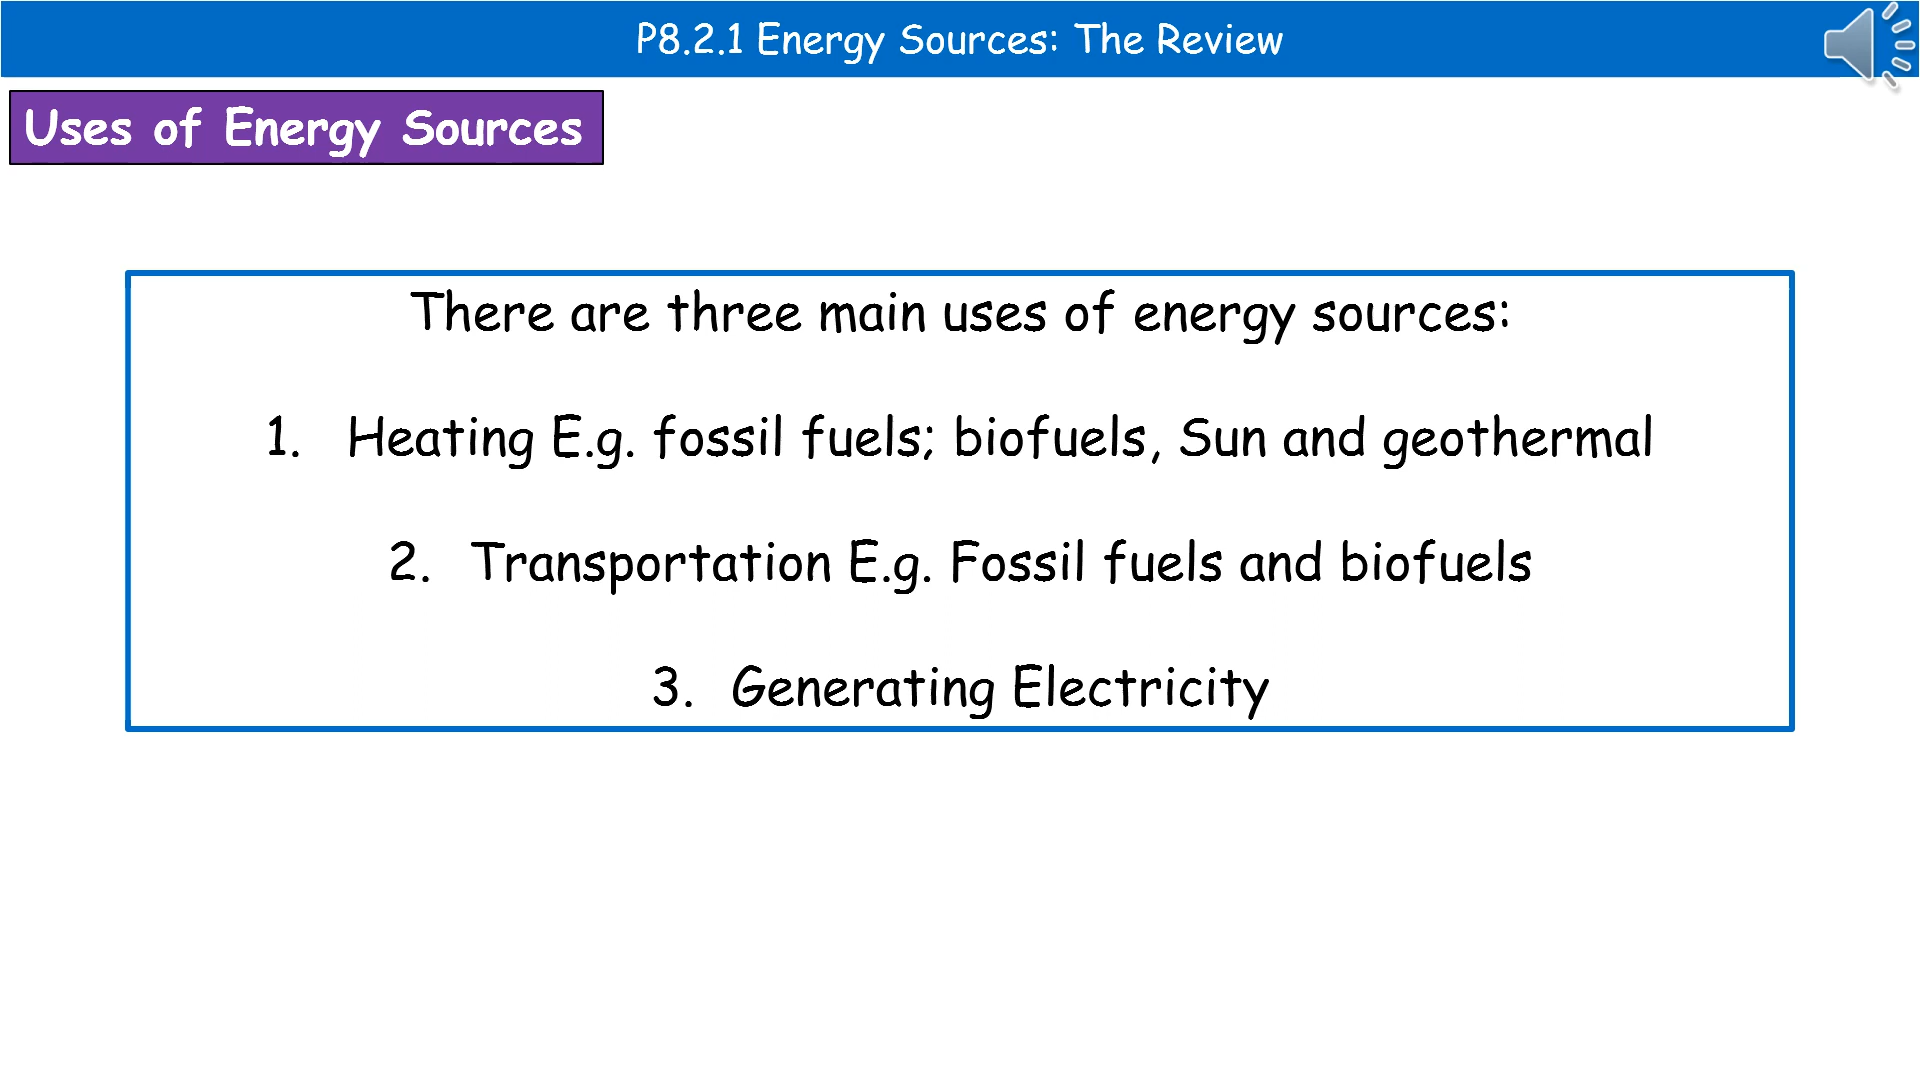 P8.2.1 Energy Sources: The Review
Uses of Energy Sources
There are three main uses of energy sources:
1. Heating E.g. fossil fuels; biofuels, Sun and geothermal
2. Transportation E.g. Fossil fuels and biofuels
3. Generating Electricity